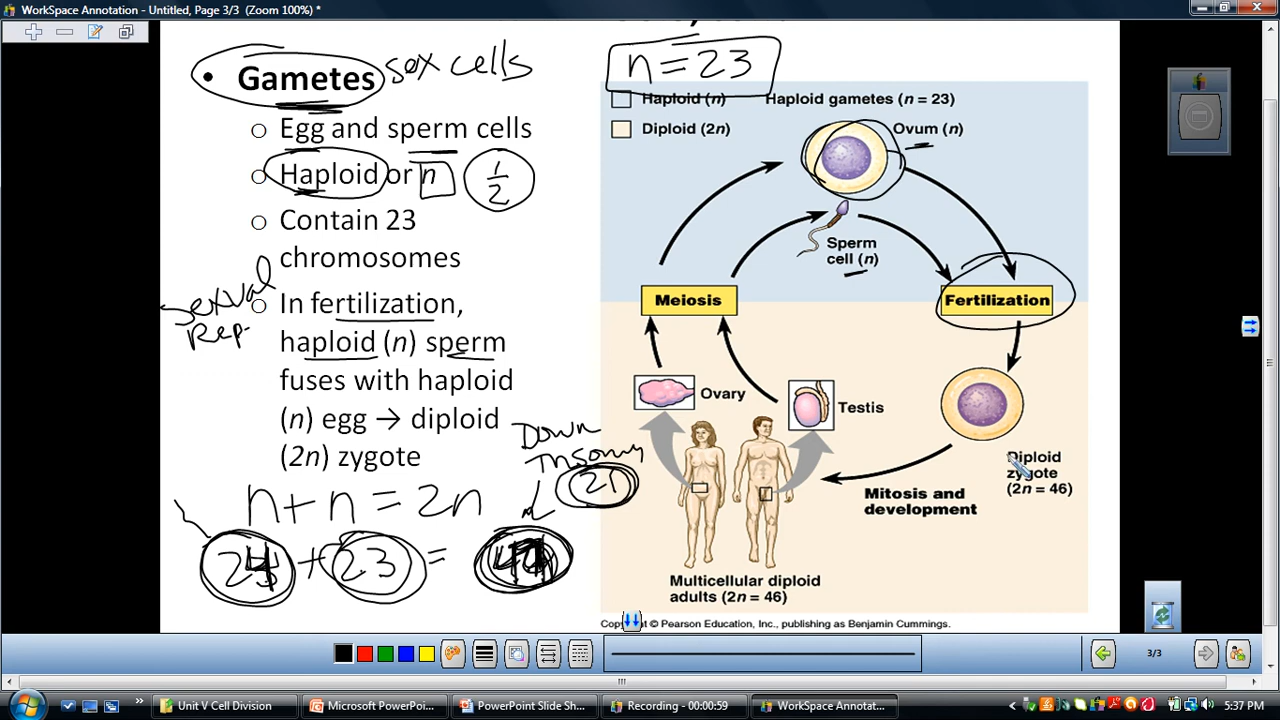 WorkSpace Annotation - Untitled, Page 3/3 (Zoom 100%) *
n = 23
• Gametes sex cells
o Egg and sperm cells
o Haploid or n 1/2
o Contain 23
chromosomes
Sexual
Rep.
o In fertilization,
haploid (n) sperm
fuses with haploid
(n) egg → diploid
(2n) zygote
Down
21
n + n = 2n
24 + 23 =
Haploid (n)
Haploid gametes (n = 23)
Diploid (2n)
Ovum (n)
Sperm
cell (n)
Meiosis
Fertilization
Ovary
Testis
Diploid
zygote
(2n = 46)
Mitosis and
development
Multicellular diploid
adults (2n = 46)
© Pearson Education, Inc., publishing as Benjamin Cummings.
3/3
Unit V Cell Division
Microsoft PowerPoi...
PowerPoint Slide Sh...
Recording - 00:00:59
WorkSpace Annotat...
5:37 PM